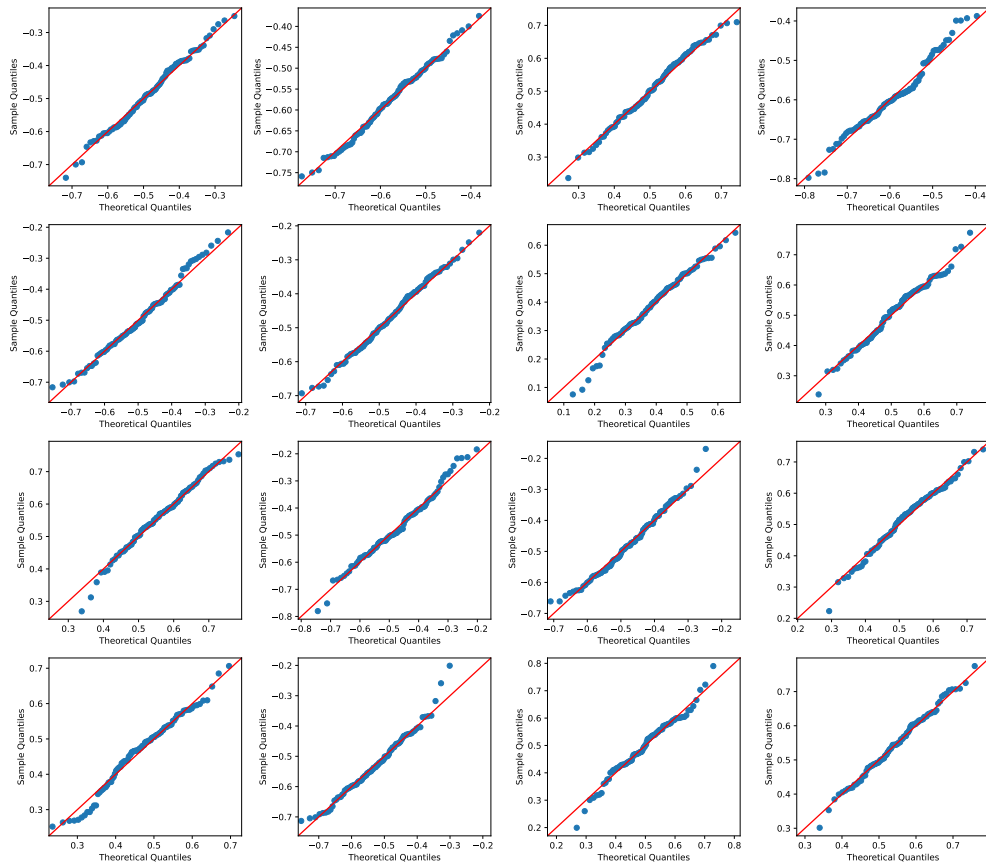 Sample Quantiles
−0.3
−0.4
−0.5
−0.6
−0.7
−0.7 −0.6 −0.5 −0.4 −0.3
Theoretical Quantiles
Sample Quantiles
−0.40
−0.45
−0.50
−0.55
−0.60
−0.65
−0.70
−0.75
−0.7 −0.6 −0.5 −0.4
Theoretical Quantiles
Sample Quantiles
0.7
0.6
0.5
0.4
0.3
0.3 0.4 0.5 0.6 0.7
Theoretical Quantiles
Sample Quantiles
−0.4
−0.5
−0.6
−0.7
−0.8
−0.8 −0.7 −0.6 −0.5 −0.4
Theoretical Quantiles
Sample Quantiles
−0.2
−0.3
−0.4
−0.5
−0.6
−0.7
−0.7 −0.6 −0.5 −0.4 −0.3 −0.2
Theoretical Quantiles
Sample Quantiles
−0.2
−0.3
−0.4
−0.5
−0.6
−0.7
−0.7 −0.6 −0.5 −0.4 −0.3 −0.2
Theoretical Quantiles
Sample Quantiles
0.6
0.5
0.4
0.3
0.2
0.1
0.1 0.2 0.3 0.4 0.5 0.6
Theoretical Quantiles
Sample Quantiles
0.7
0.6
0.5
0.4
0.3
0.3 0.4 0.5 0.6 0.7
Theoretical Quantiles
Sample Quantiles
0.7
0.6
0.5
0.4
0.3
0.3 0.4 0.5 0.6 0.7
Theoretical Quantiles
Sample Quantiles
−0.2
−0.3
−0.4
−0.5
−0.6
−0.7
−0.8
−0.8 −0.7 −0.6 −0.5 −0.4 −0.3 −0.2
Theoretical Quantiles
Sample Quantiles
−0.2
−0.3
−0.4
−0.5
−0.6
−0.7
−0.7 −0.6 −0.5 −0.4 −0.3 −0.2
Theoretical Quantiles
Sample Quantiles
0.7
0.6
0.5
0.4
0.3
0.2
0.2 0.3 0.4 0.5 0.6 0.7
Theoretical Quantiles
Sample Quantiles
0.7
0.6
0.5
0.4
0.3
0.3 0.4 0.5 0.6 0.7
Theoretical Quantiles
Sample Quantiles
−0.2
−0.3
−0.4
−0.5
−0.6
−0.7
−0.7 −0.6 −0.5 −0.4 −0.3 −0.2
Theoretical Quantiles
Sample Quantiles
0.8
0.7
0.6
0.5
0.4
0.3
0.2
0.2 0.3 0.4 0.5 0.6 0.7 0.8
Theoretical Quantiles
Sample Quantiles
0.7
0.6
0.5
0.4
0.3
0.3 0.4 0.5 0.6 0.7
Theoretical Quantiles